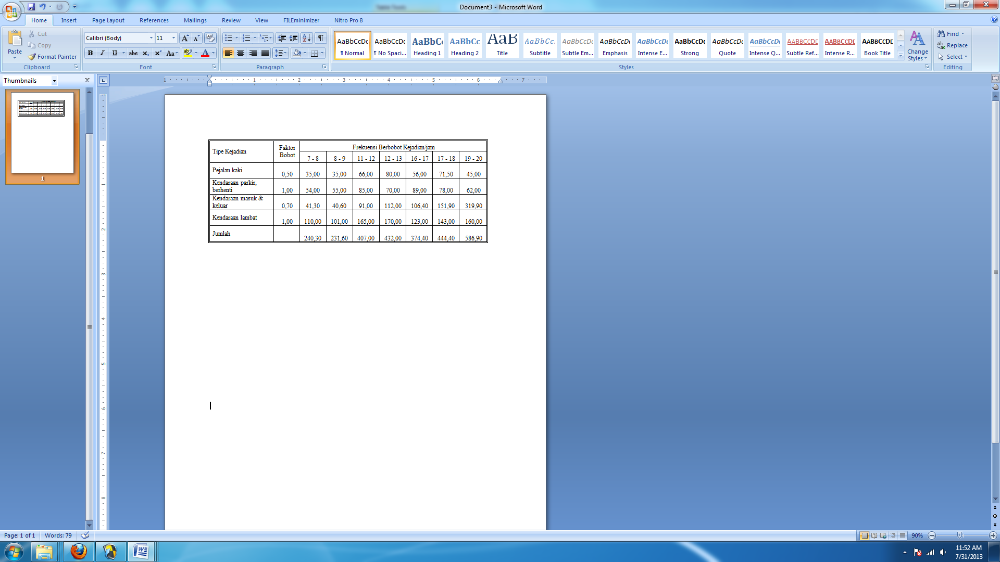 Table Tools
Document3 - Microsoft Word
Home Insert Page Layout References Mailings Review View FILEminimizer Nitro Pro 8
Paste
Cut
Copy
Format Painter
Clipboard
Calibri (Body) 11
Font
Paragraph
AaBbCcDc AaBbCcDc AaBbC AaBbCc AaB AaBbCc. AaBbCcDc AaBbCcDc AaBbCcDc AaBbCcDc AaBbCcDc AaBbCcDc AABBCCDD AABBCCDD AABBCCDD
¶ Normal ¶ No Spaci... Heading 1 Heading 2 Title Subtitle Subtle Em... Emphasis Intense E... Strong Quote Intense Q... Subtle Ref... Intense R... Book Title
Change Styles
Styles
Find
Replace
Select
Editing
Thumbnails
1
1 1 2 3 4 5 6 7
Tipe Kejadian Faktor Bobot Frekuensi Berbobot Kejadian/jam
7 - 8 8 - 9 11 - 12 12 - 13 16 - 17 17 - 18 19 - 20
Pejalan kaki 0,50 35,00 35,00 66,00 80,00 56,00 71,50 45,00
Kendaraan parkir,
berhenti 1,00 54,00 55,00 85,00 70,00 89,00 78,00 62,00
Kendaraan masuk &
keluar 0,70 41,30 40,60 91,00 112,00 106,40 151,90 319,90
Kendaraan lambat 1,00 110,00 101,00 165,00 170,00 123,00 143,00 160,00
Jumlah 240,30 231,60 407,00 432,00 374,40 444,40 586,90
Page: 1 of 1 Words: 79 90%
11:52 AM
7/31/2013